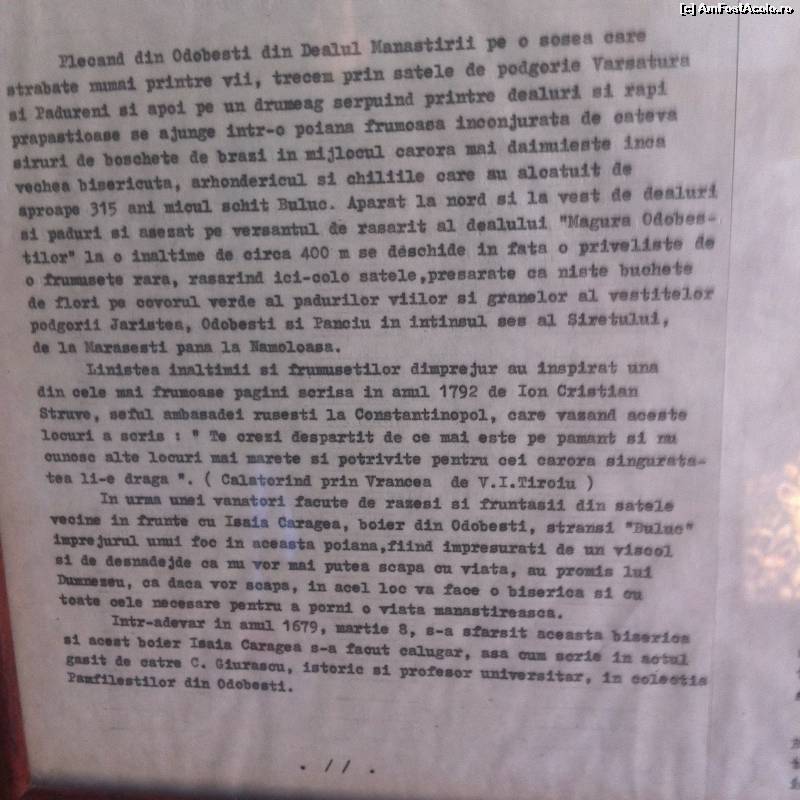 [c] AmFostAcolo.ro
Plecand din Odobesti din Dealul Manastirii pe o sosea care
strabate numai printre vii, trecem prin satele de podgorie Varsatura
si Padureni si apoi pe un drumeag serpuind printre dealuri si rapi
prapastioase se ajunge intr-o poiana frumoasa inconjurata de cateva
siruri de boschete de brazi in mijlocul carora mai dainuieste inca
vechea bisericuta, arhondericul si chiliile care au alcatuit de
aproape 315 ani micul schit Buluc. Aparat la nord si la vest de dealuri
si paduri si asezat pe versantul de rasarit al dealului "Magura Odobes-
tilor" la o inaltime de circa 400 m se deschide in fata o priveliste de
o frumusete rara, rasarind ici-colo satele,presarate ca niste buchete
de flori pe covorul verde al padurilor viilor si granelor al vestitelor
podgorii Jaristea, Odobesti si Panciu in intinsul ses al Siretului,
de la Marasesti pana la Namoloasa.
Linistea inaltimii si frumusetilor dimprejur au inspirat una
din cele mai frumoase pagini scrisa in anul 1792 de Ion Cristian
Struve, seful ambasadei rusesti la Constantinopol, care vazand aceste
locuri a scris : " Te crezi despartit de ce mai este pe pamant si nu
cunosc alte locuri mai marete si potrivite pentru cei carora singurata-
tea li-e draga ". ( Calatorind prin Vrancea de V.I.Tiroiu )
In urma unei vanatori facute de razesi si fruntasii din satele
vecine in frunte cu Isaia Caragea, boier din Odobesti, stransi "Buluc"
imprejurul unui foc in aceasta poiana,fiind impresurati de un viscol
si de desnadejde ca nu vor mai putea scapa cu viata, au promis lui
Dumnezeu, ca daca vor scapa, in acel loc va face o biserica si cu
toate cele necesare pentru a porni o viata manastireasca.
Intr-adevar in anul 1679, martie 8, s-a sfarsit aceasta biserica
si acest boier Isaia Caragea s-a facut calugar, asa cum scrie in actul
gasit de catre C. Giurascu, istoric si profesor universitar, in colectia
Pamfilestilor din Odobesti.
. // .